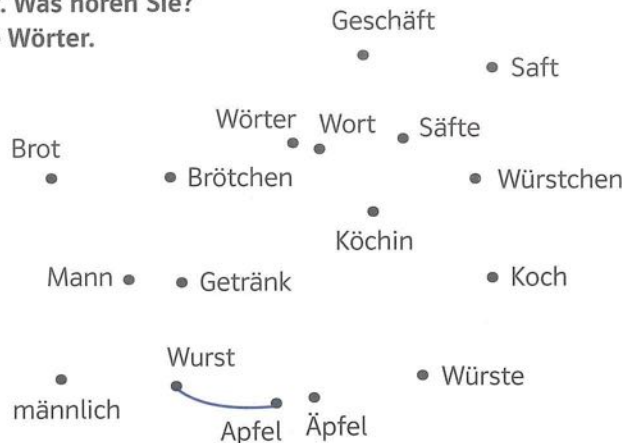 . Was hören Sie?
Wörter.
Geschäft
Saft
Wörter
Wort
Säfte
Brot
Brötchen
Würstchen
Köchin
Mann
Getränk
Koch
Wurst
Würste
männlich
Apfel
Äpfel